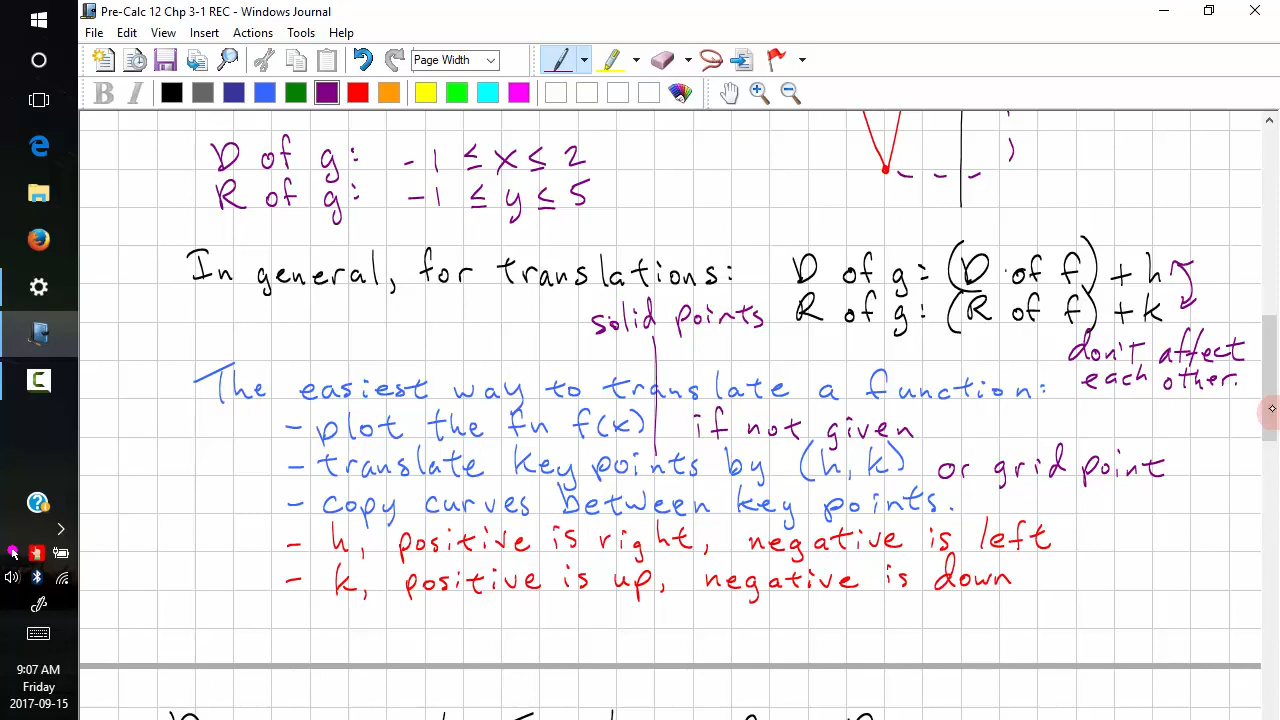 Pre-Calc 12 Chp 3-1 REC - Windows Journal
File Edit View Insert Actions Tools Help
Page Width
B I
D of g: -1 ≤ x ≤ 2
R of g: -1 ≤ y ≤ 5
In general, for translations: D of g: (D of f) + h
R of g: (R of f) + k
solid points
don't affect
each other.
The easiest way to translate a function:
- plot the fn f(x) if not given
- translate key points by (h, k) or grid point
- copy curves between key points.
- h, positive is right, negative is left
- k, positive is up, negative is down
9:07 AM
Friday
2017-09-15